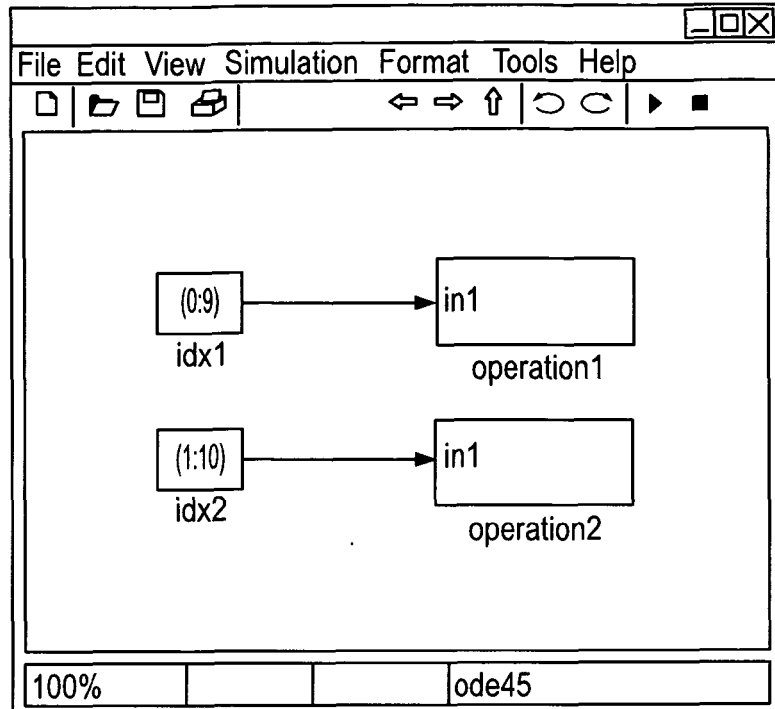 File Edit View Simulation Format Tools Help
(0:9)
in1
idx1
operation1
(1:10)
in1
idx2
operation2
100%
ode45